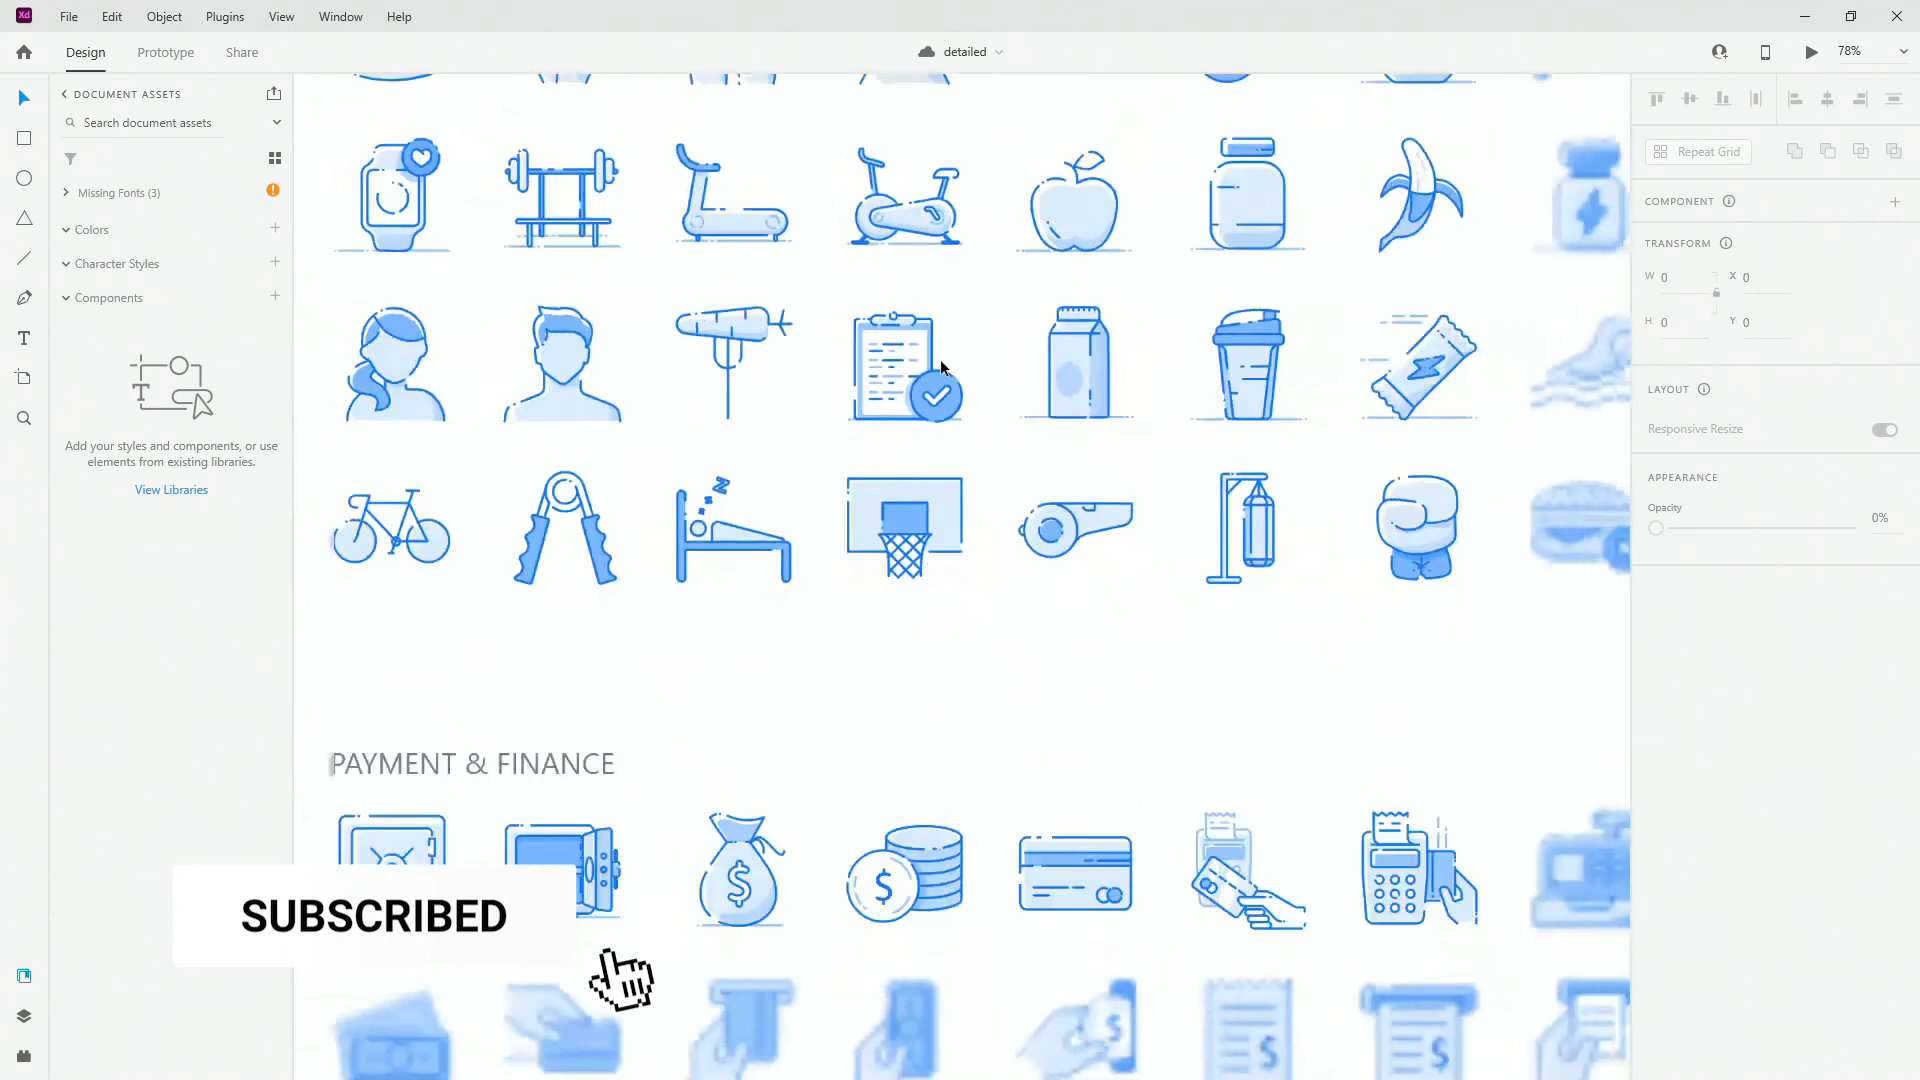 Xd File Edit Object Plugins View Window Help
Design Prototype Share
detailed
78%
DOCUMENT ASSETS
Search document assets
Missing Fonts (3)
Colors
Character Styles
Components
T
Add your styles and components, or use
elements from existing libraries.
View Libraries
Z
PAYMENT & FINANCE
$
$
$
$
$
SUBSCRIBED
Repeat Grid
COMPONENT
TRANSFORM
W 0 X 0
H 0 Y 0
LAYOUT
Responsive Resize
APPEARANCE
Opacity
0%